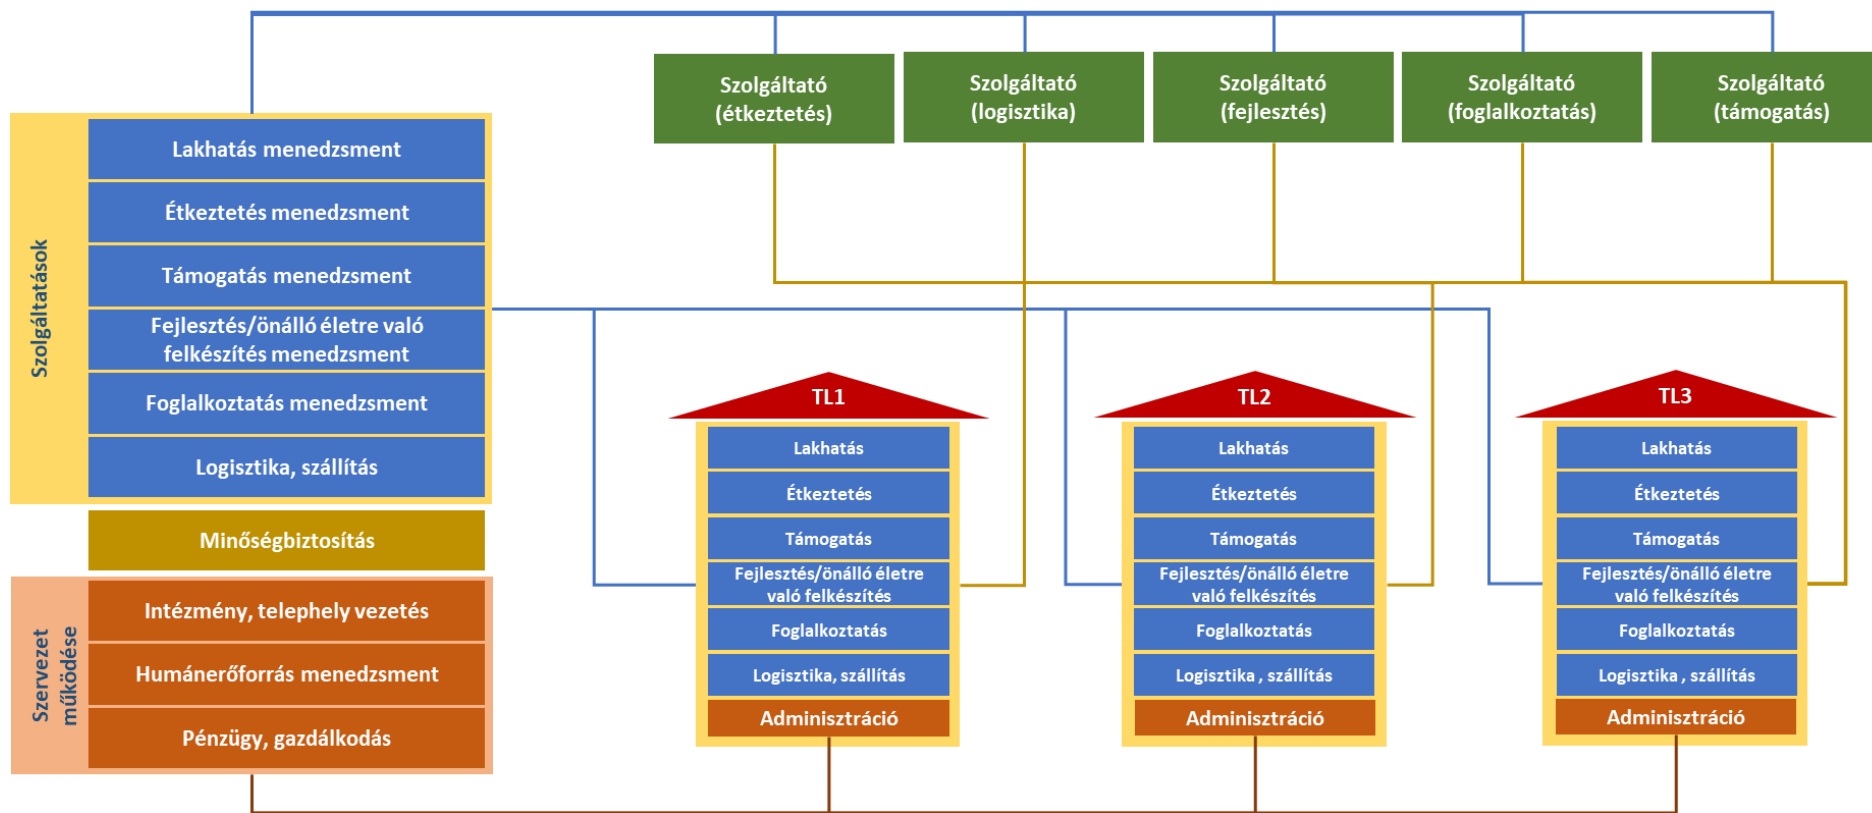 Szolgáltató
(étkeztetés)
Szolgáltató
(logisztika)
Szolgáltató
(fejlesztés)
Szolgáltató
(foglalkoztatás)
Szolgáltató
(támogatás)
Szolgáltatások
Lakhatás menedzsment
Étkeztetés menedzsment
Támogatás menedzsment
Fejlesztés/önálló életre való
felkészítés menedzsment
Foglalkoztatás menedzsment
Logisztika, szállítás
Minőségbiztosítás
Szervezet
működése
Intézmény, telephely vezetés
Humánerőforrás menedzsment
Pénzügy, gazdálkodás
TL1
Lakhatás
Étkeztetés
Támogatás
Fejlesztés/önálló életre
való felkészítés
Foglalkoztatás
Logisztika, szállítás
Adminisztráció
TL2
Lakhatás
Étkeztetés
Támogatás
Fejlesztés/önálló életre
való felkészítés
Foglalkoztatás
Logisztika , szállítás
Adminisztráció
TL3
Lakhatás
Étkeztetés
Támogatás
Fejlesztés/önálló életre
való felkészítés
Foglalkoztatás
Logisztika , szállítás
Adminisztráció